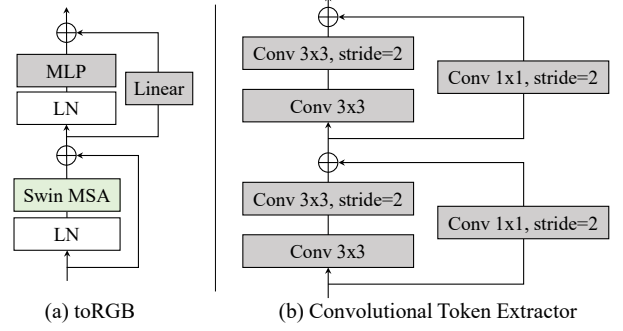 MLP
Linear
LN
Swin MSA
LN
(a) toRGB
Conv 3x3, stride=2
Conv 1x1, stride=2
Conv 3x3
Conv 3x3, stride=2
Conv 1x1, stride=2
Conv 3x3
(b) Convolutional Token Extractor